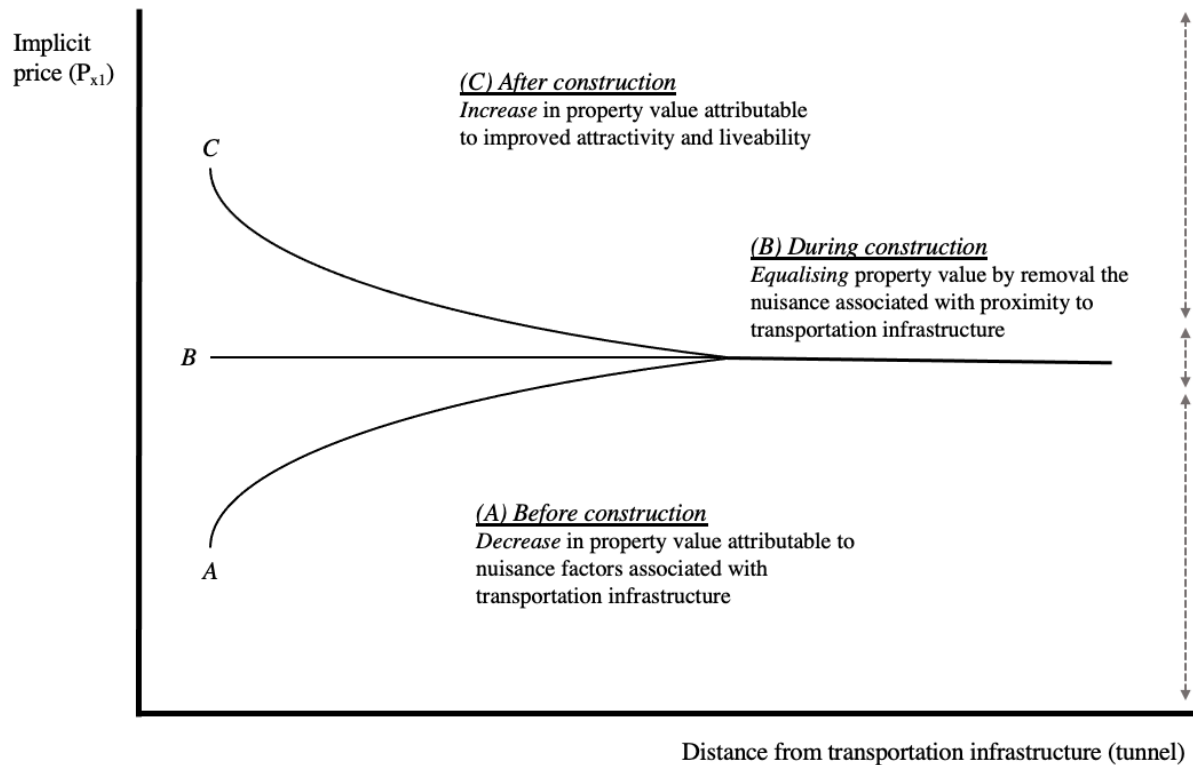 Implicit
price (Px1)
(C) After construction
Increase in property value attributable
to improved attractivity and liveability
C
(B) During construction
Equalising property value by removal the
nuisance associated with proximity to
transportation infrastructure
B
(A) Before construction
Decrease in property value attributable to
nuisance factors associated with
transportation infrastructure
A
Distance from transportation infrastructure (tunnel)